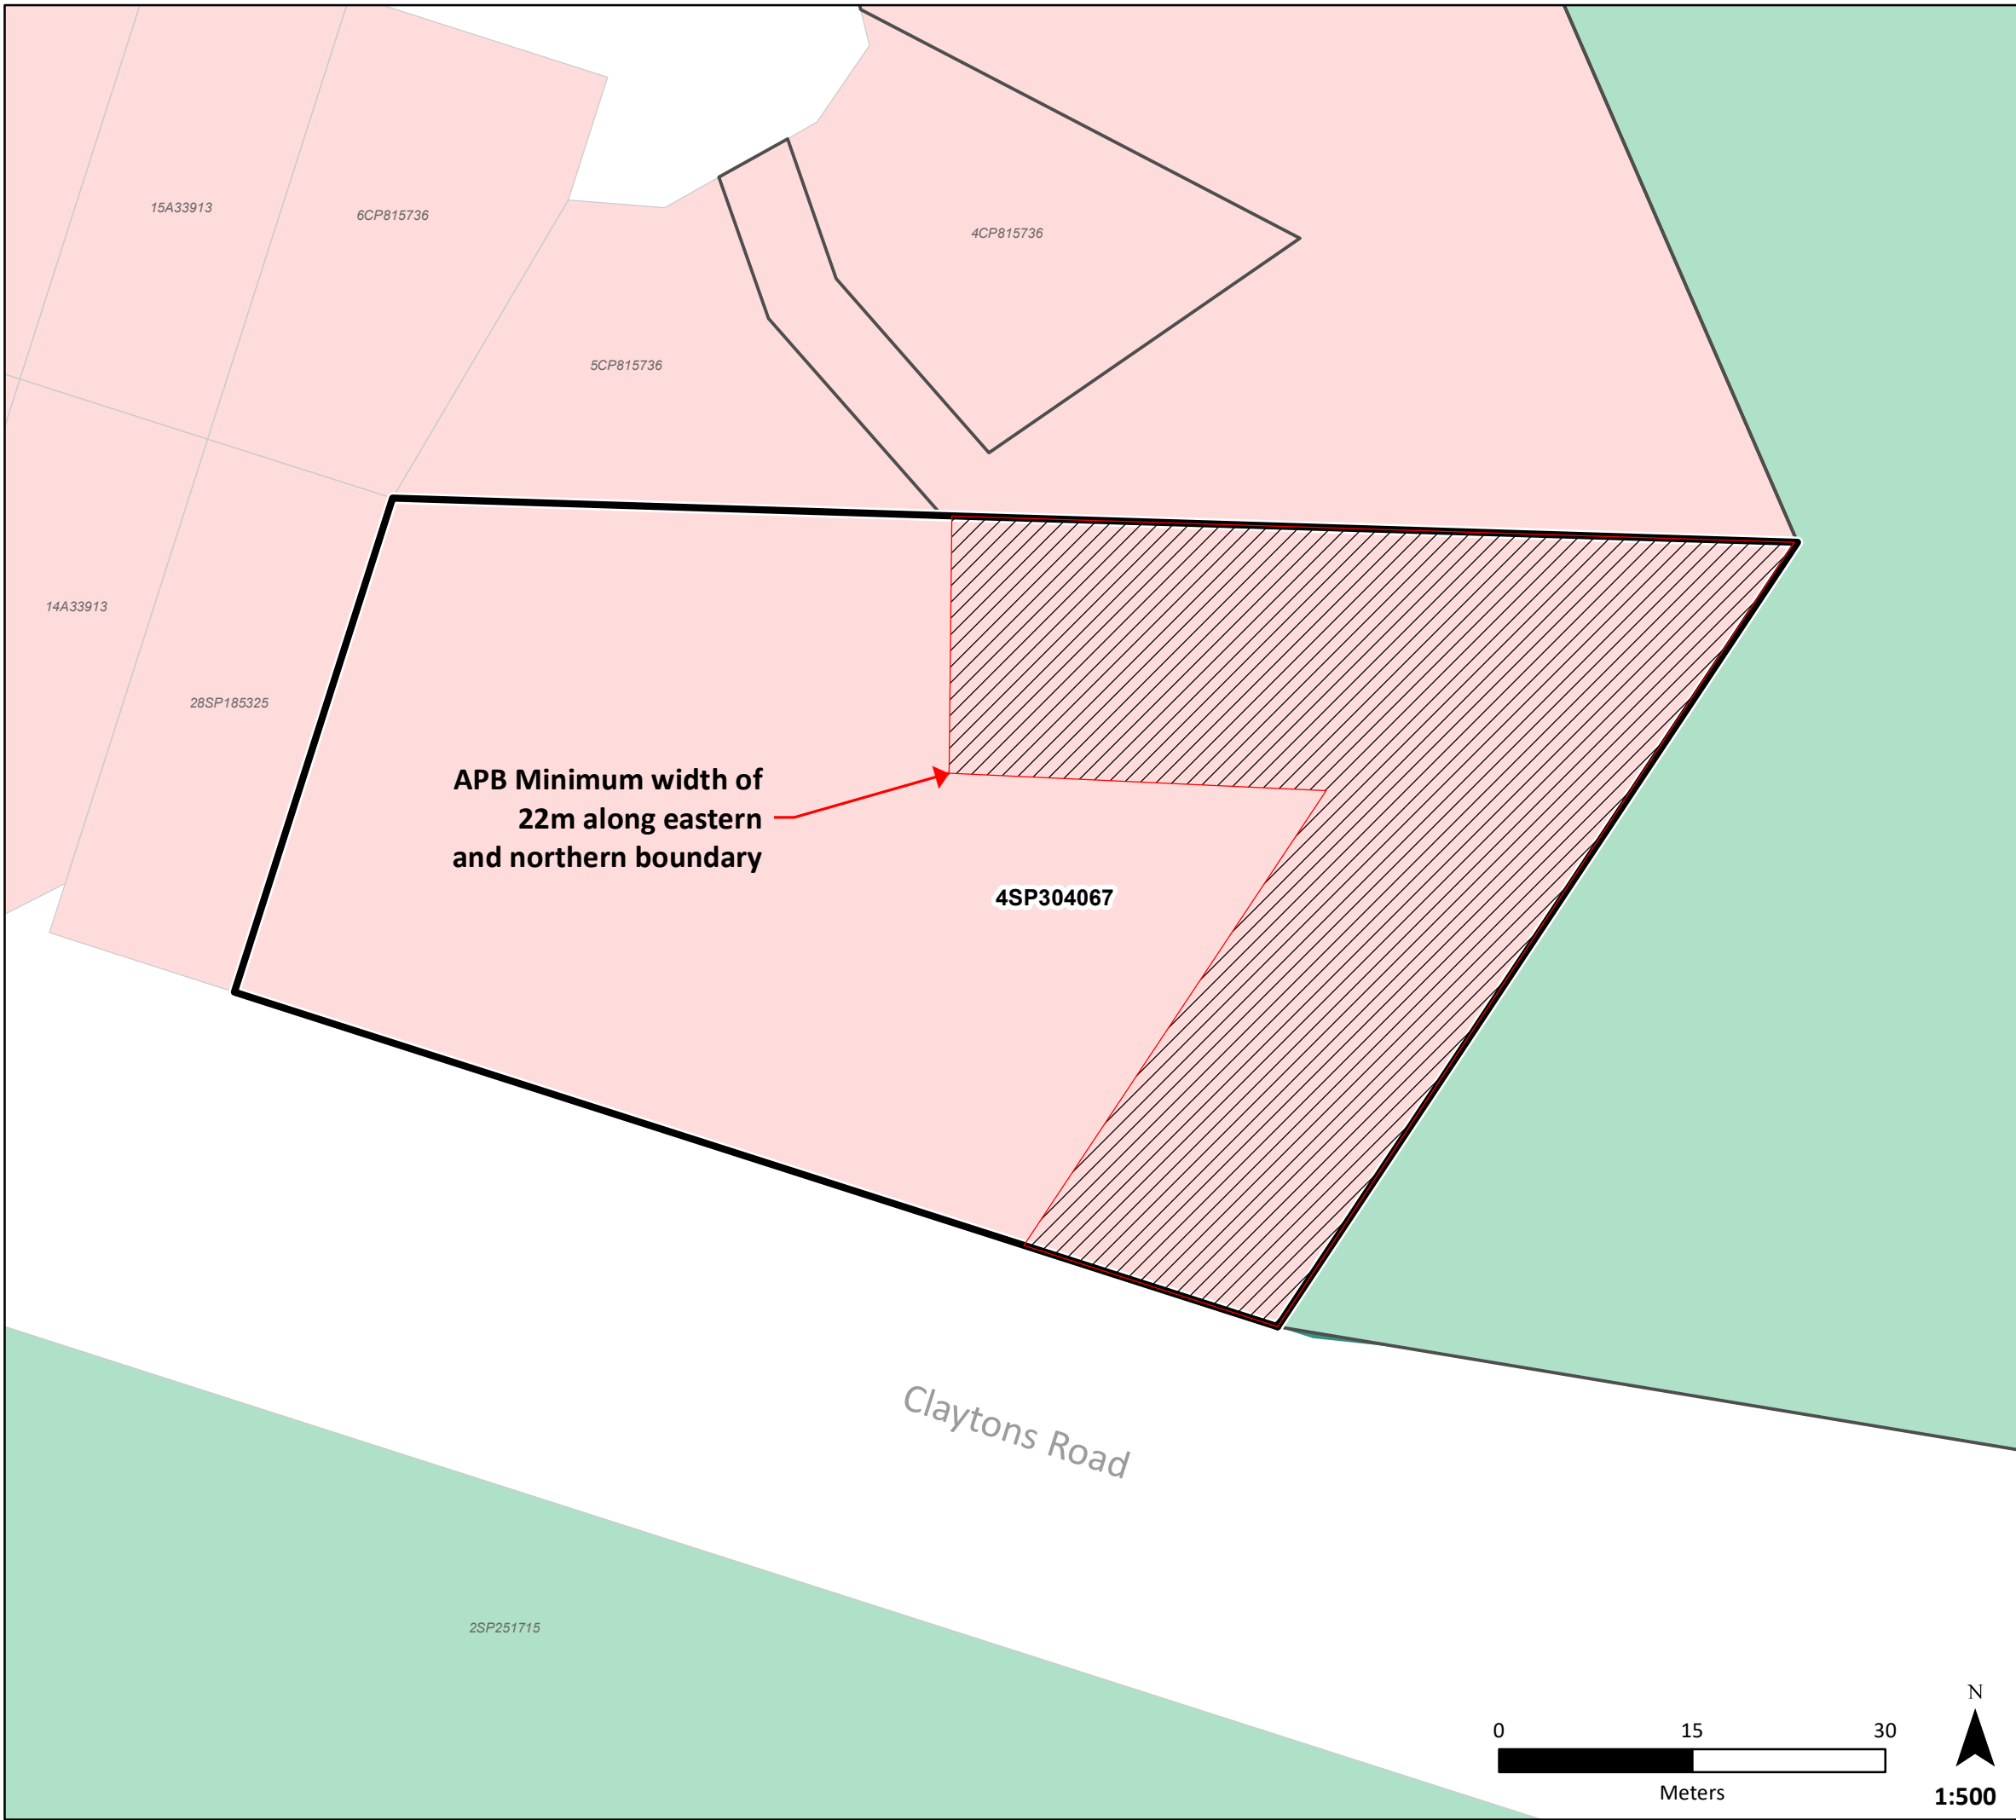 15A33913
6CP815736
4CP815736
5CP815736
14A33913
28SP185325
APB Minimum width of
22m along eastern
and northern boundary
4SP304067
Claytons Road
2SP251715
N
0 15 30
Meters
1:500